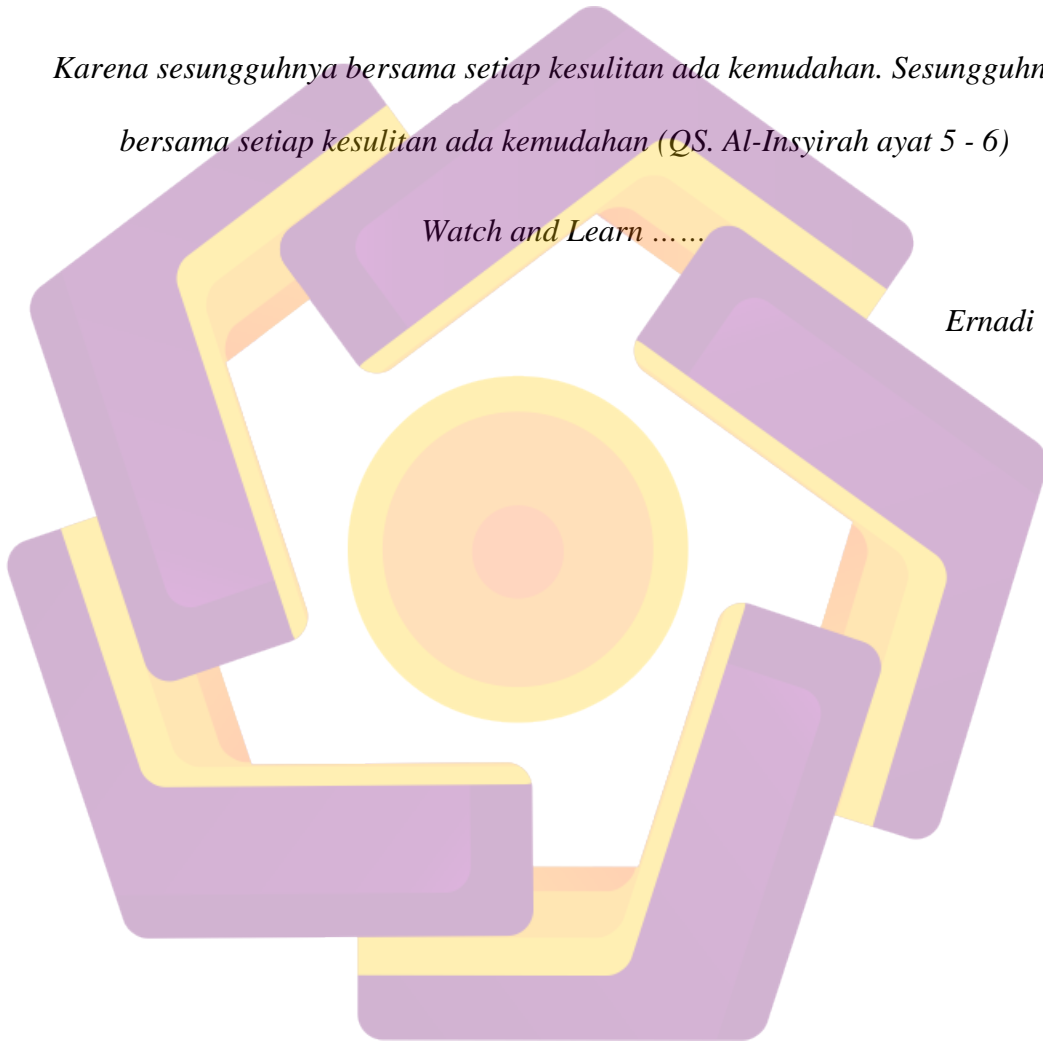 Karena sesungguhnya bersama setiap kesulitan ada kemudahan.
bersama setiap kesulitan ada kemudahan (QS. Al-Insyirah ayat 5 - 6)
Watch and Learn ……
Ernadi